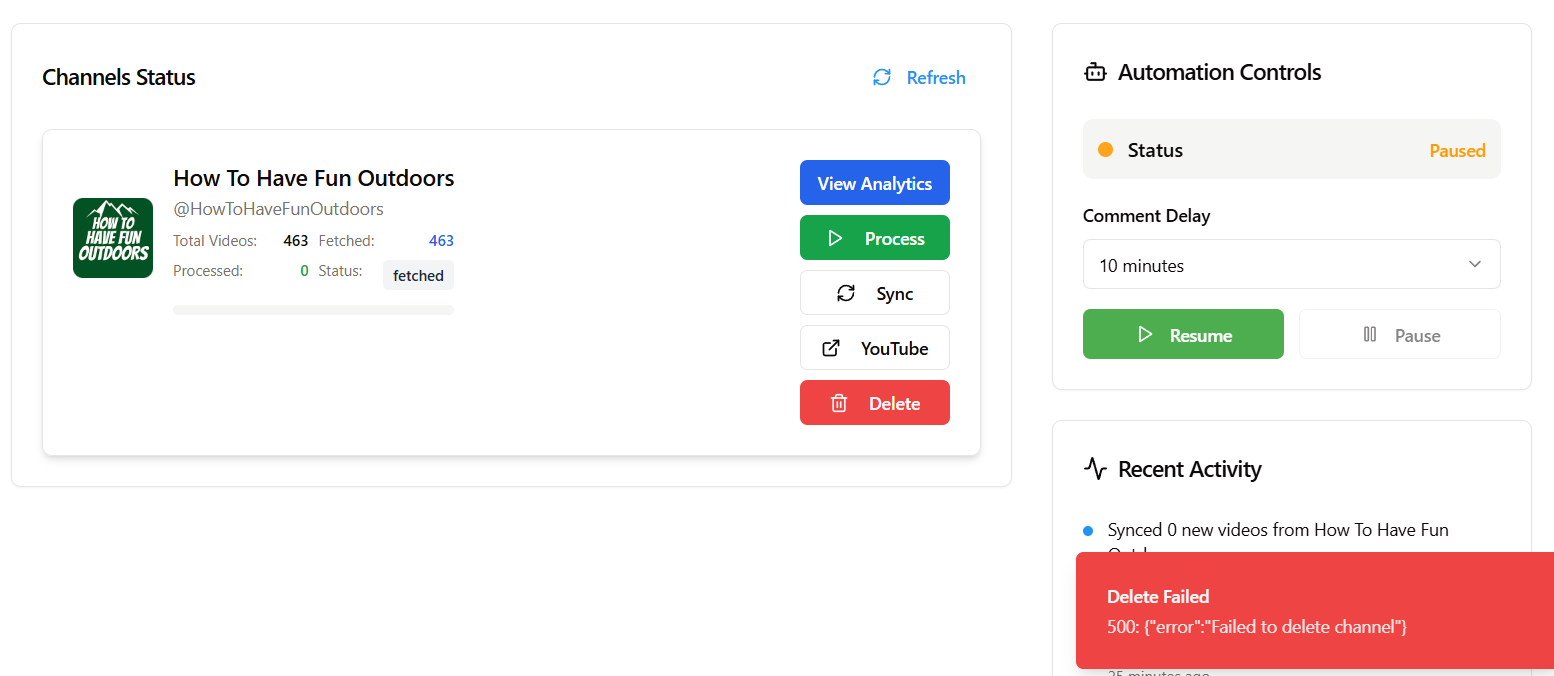 Channels Status
Refresh
HOW TO
HAVE FUN
OUTDOORS
How To Have Fun Outdoors
@HowToHaveFunOutdoors
Total Videos: 463 Fetched: 463
Processed: 0 Status: fetched
View Analytics
Process
Sync
YouTube
Delete
Automation Controls
Status Paused
Comment Delay
10 minutes
Resume Pause
Recent Activity
Synced 0 new videos from How To Have Fun
Delete Failed
500: {"error":"Failed to delete channel"}
25 minutes ago